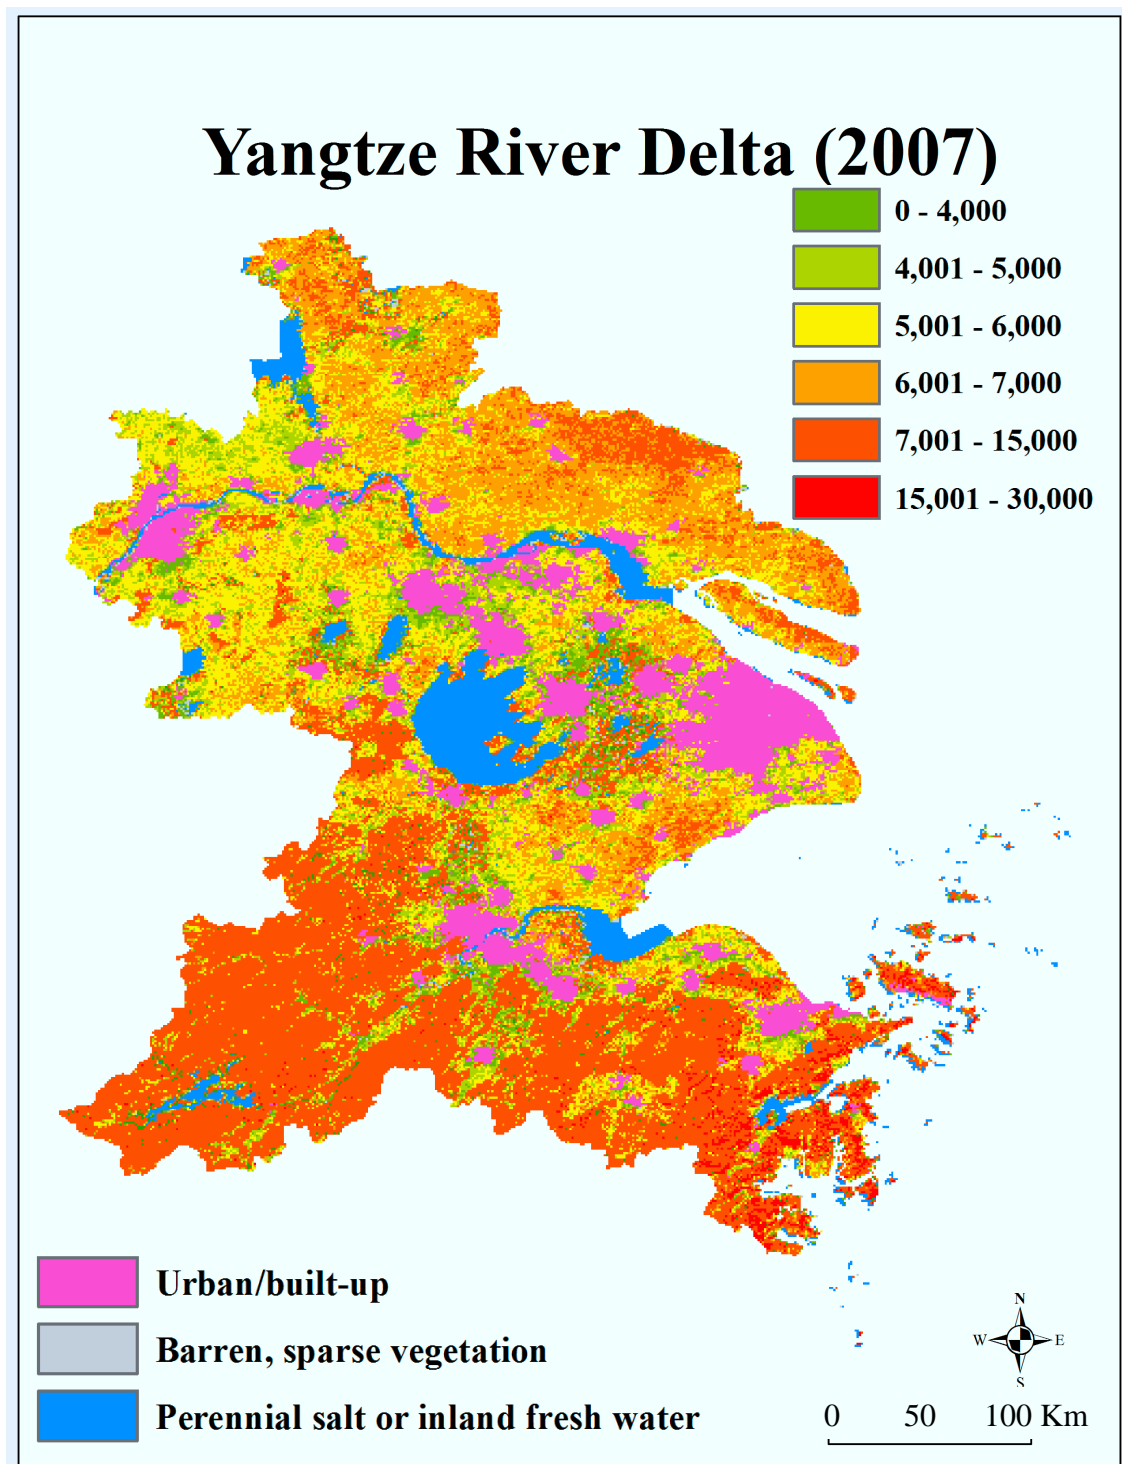 Yangtze River Delta (2007)
0 - 4,000
4,001 - 5,000
5,001 - 6,000
6,001 - 7,000
7,001 - 15,000
15,001 - 30,000
Urban/built-up
Barren, sparse vegetation
Perennial salt or inland fresh water
N
W E
S
0 50 100 Km